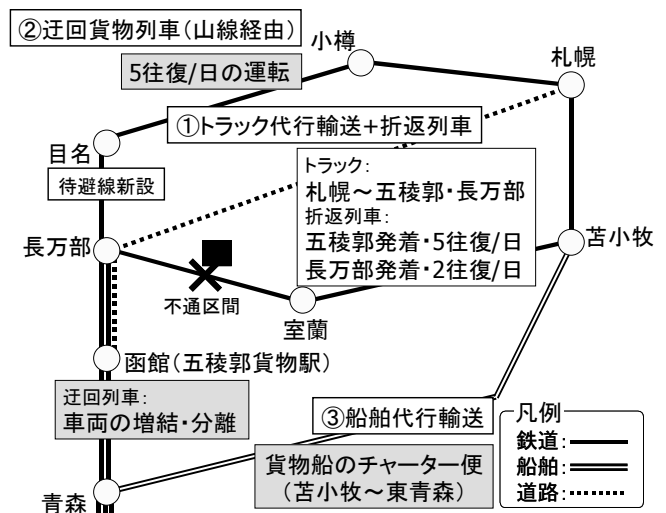 ②迂回貨物列車(山線経由)
5往復/日の運転
小樽
札幌
①トラック代行輸送+折返列車
目名
待避線新設
トラック:
札幌～五稜郭・長万部
折返列車:
五稜郭発着・5往復/日
長万部発着・2往復/日
長万部
苫小牧
不通区間
室蘭
函館(五稜郭貨物駅)
迂回列車:
車両の増結・分離
③船舶代行輸送
貨物船のチャーター便
(苫小牧～東青森)
青森
凡例
鉄道:
船舶:
道路: